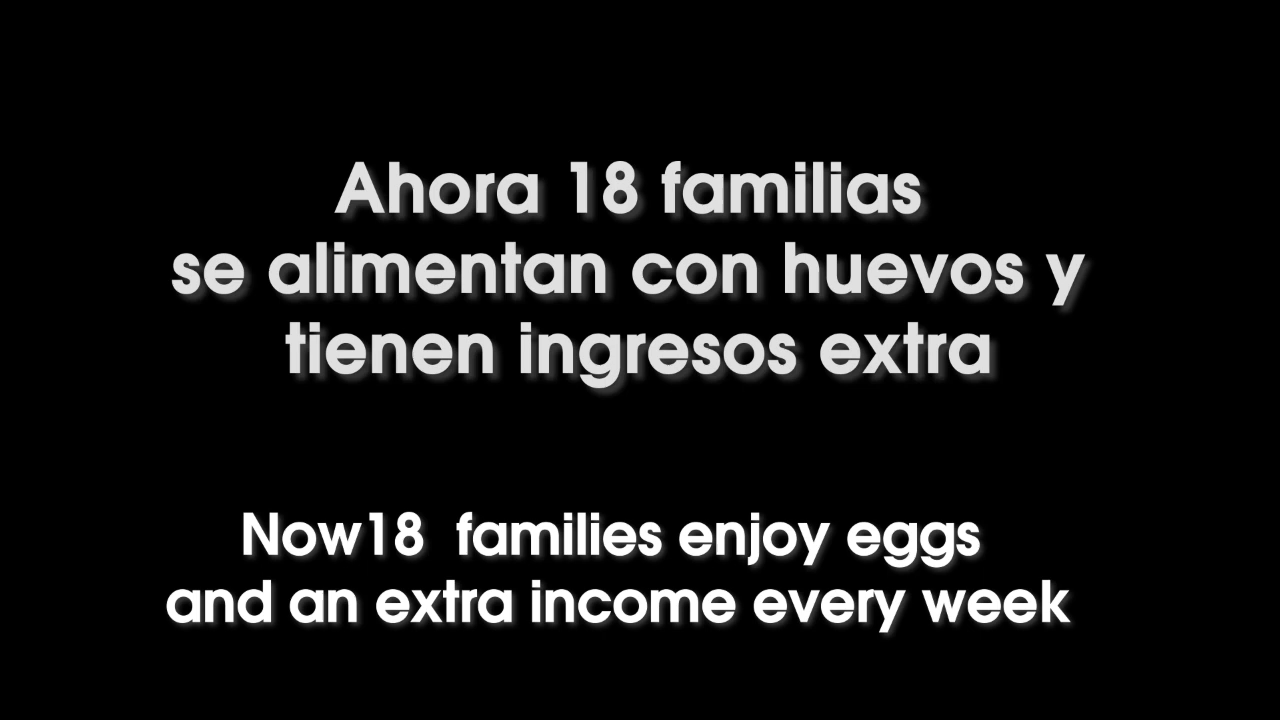 Ahora 18 familias
se alimentan con huevos y
tienen ingresos extra
Now18 families enjoy eggs
and an extra income every week